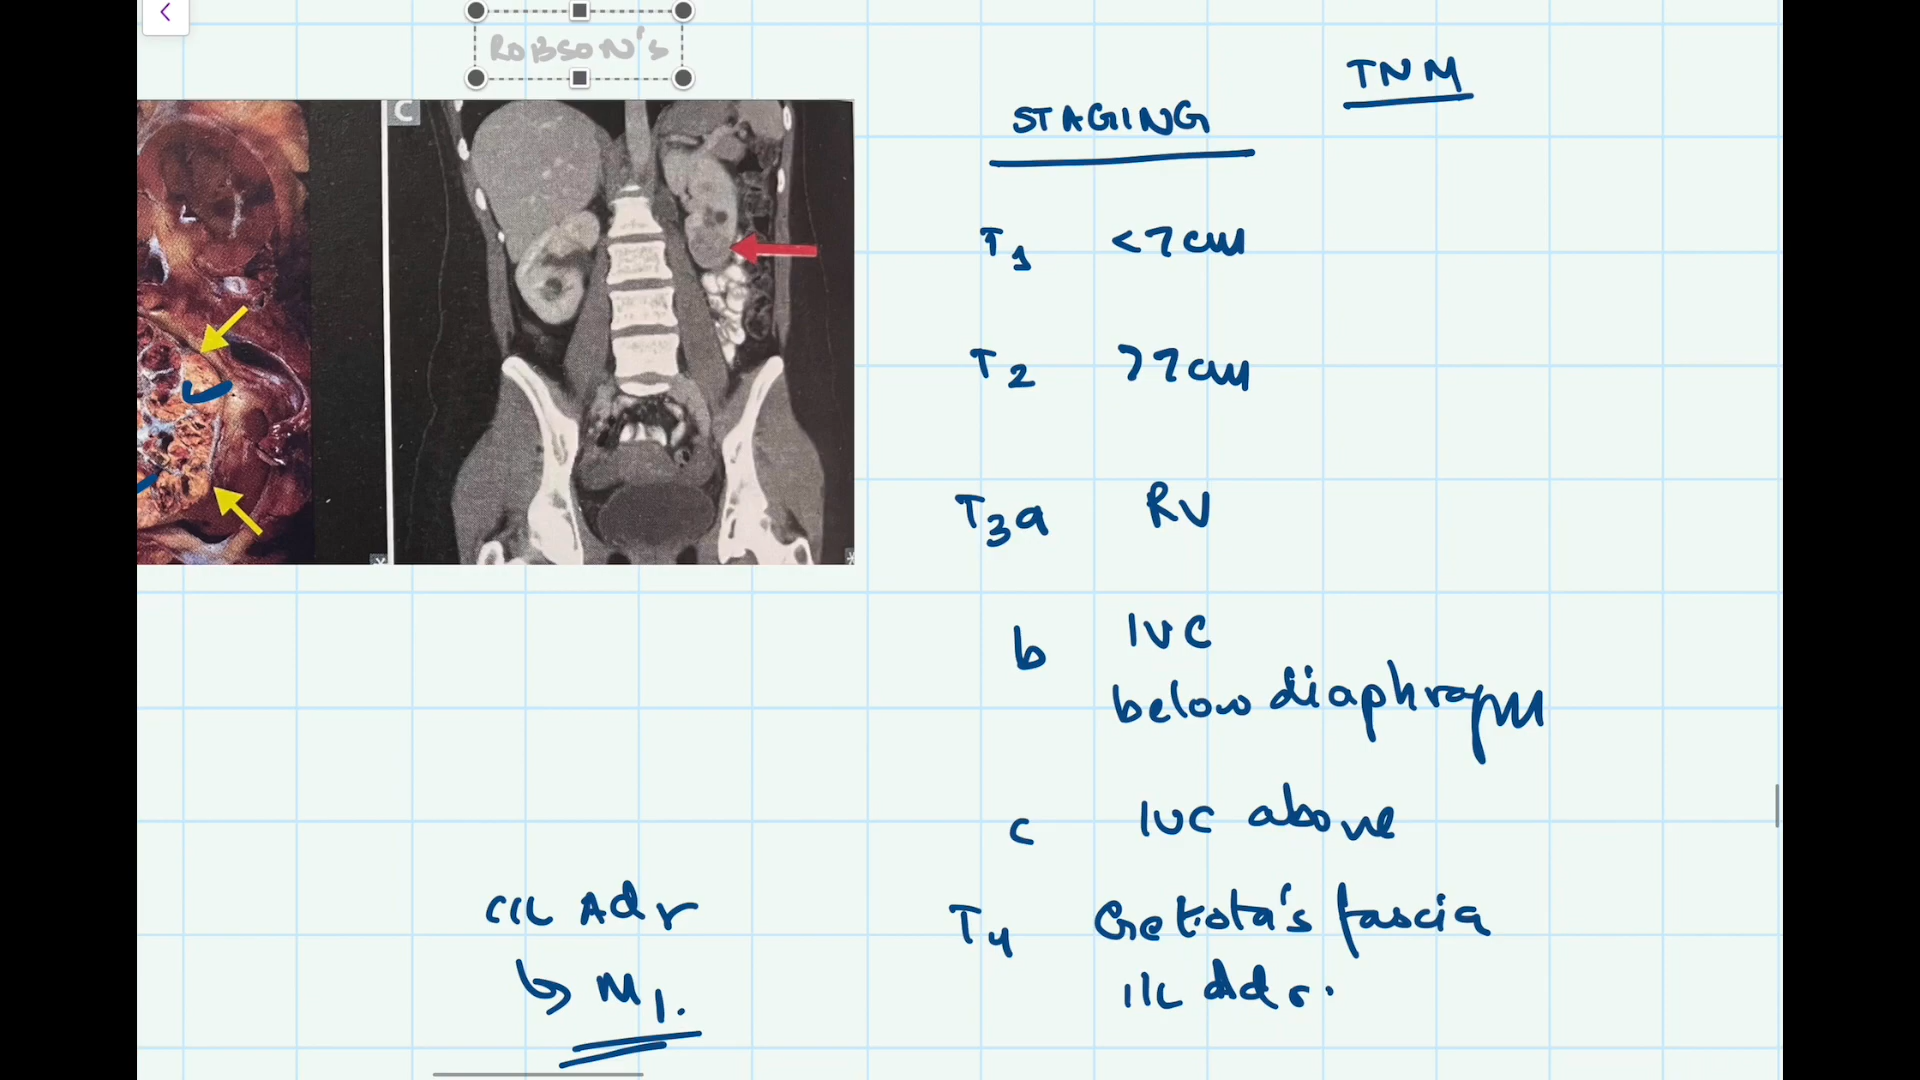 ROBSON's
TNM
STAGING
C
T1 <7cm
T2 >7cm
T3a RV
b IVC
below diaphragm
c IVC above
C/L Adr
↳ M1.
T4 Gerota's fascia
I/L Adr.